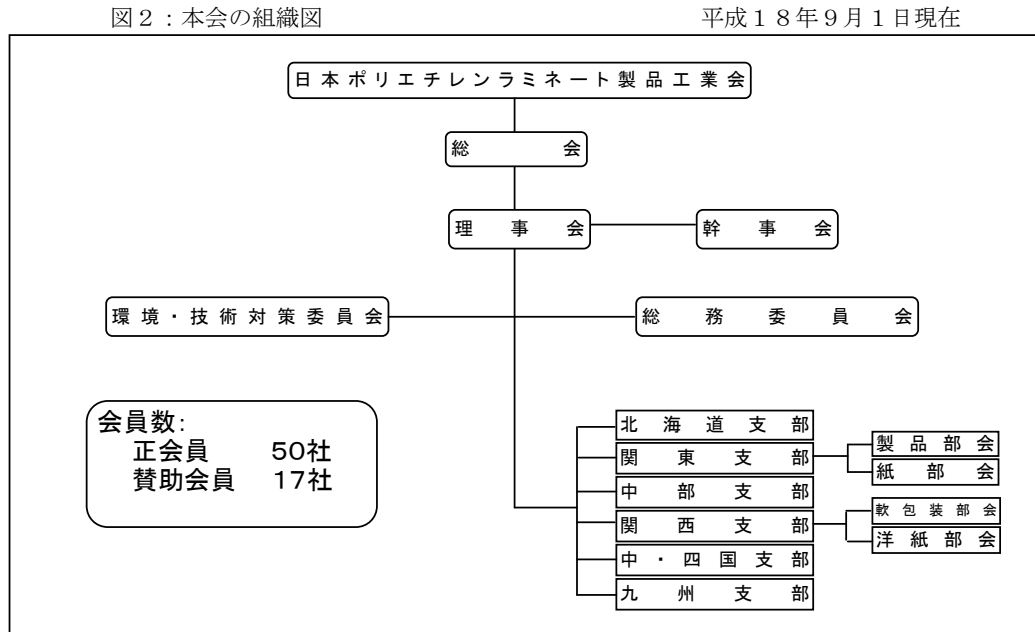 図2：本会の組織図 平成18年9月1日現在
日本ポリエチレンラミネート製品工業会
総会
理事会 幹事会
環境・技術対策委員会 総務委員会
会員数：
正会員 50社
賛助会員 17社
北海道支部
関東支部
中部支部
関西支部
中・四国支部
九州支部
製品部会
紙部会
軟包装部会
洋紙部会